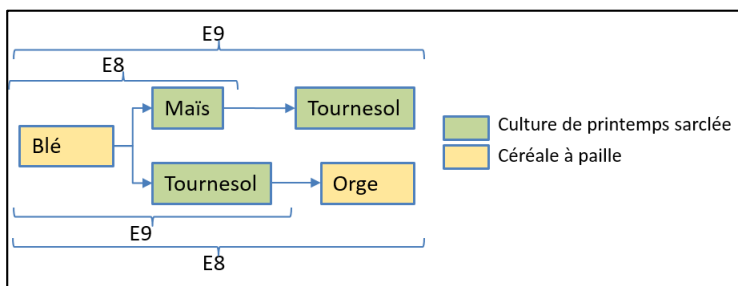 E9
E8
Maïs
Tournesol
Blé
Tournesol
Orge
E9
E8
Culture de printemps sarclée
Céréale à paille